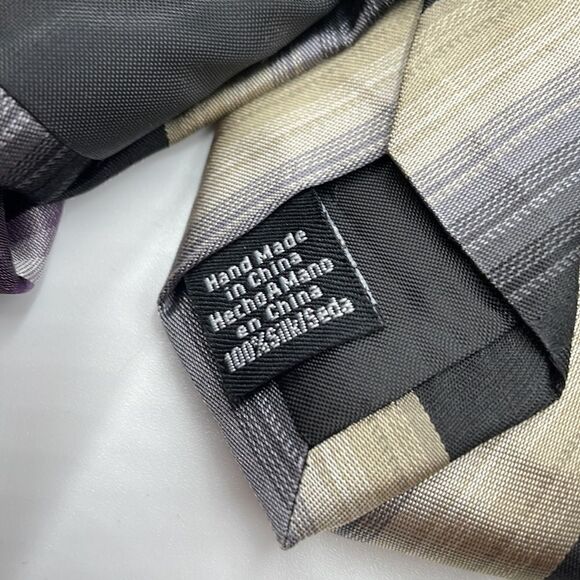 Hand Made
in China
Hecho A Mano
en China
100%Silk/Seda